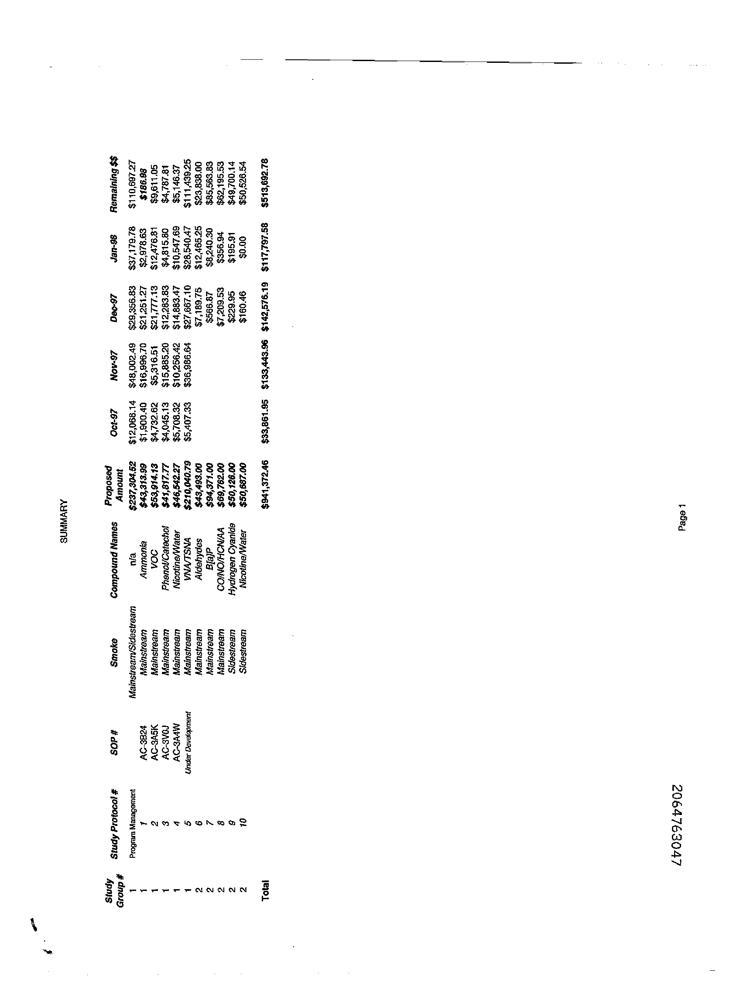 SUMMARY
Study Group # Study Protocol # SOP # Smoke Compound Names Proposed Amount Oct-97 Nov-97 Dec-97 Jan-98 Remaining $$
1 Program Management Mainstream/Sidestream n/a $237,304.52 $12,068.14 $48,002.49 $29,356.83 $37,179.78 $110,697.27
1 1 AC-3B24 Mainstream Ammonia $43,313.99 $1,900.40 $16,996.70 $21,251.27 $2,978.63 $186.98
1 2 AC-3A5K Mainstream VOC $53,914.13 $4,732.62 $5,316.51 $21,777.13 $12,476.81 $9,611.05
1 3 AC-3V0J Mainstream Phenol/Catachol $41,817.77 $4,045.13 $15,885.20 $12,283.83 $4,815.80 $4,787.81
1 4 AC-3A4W Mainstream Nicotine/Water $46,542.27 $5,708.32 $10,256.42 $14,883.47 $10,547.69 $5,146.37
1 5 Under Development Mainstream VNA/TSNA $210,040.79 $5,407.33 $36,986.64 $27,667.10 $28,540.47 $111,439.25
2 6 Mainstream Aldehydes $43,493.00 $7,189.75 $12,465.25 $23,838.00
2 7 Mainstream B(a)P $94,371.00 $566.87 $8,240.30 $85,563.83
2 8 Mainstream CO/NO/HCN/AA $69,762.00 $7,209.53 $356.94 $62,195.53
2 9 Sidestream Hydrogen Cyanide $50,126.00 $229.95 $195.91 $49,700.14
2 10 Sidestream Nicotine/Water $50,687.00 $160.46 $0.00 $50,526.54
Total $941,372.46 $33,861.95 $133,443.96 $142,576.19 $117,797.58 $513,692.78
Page 1
2064763047